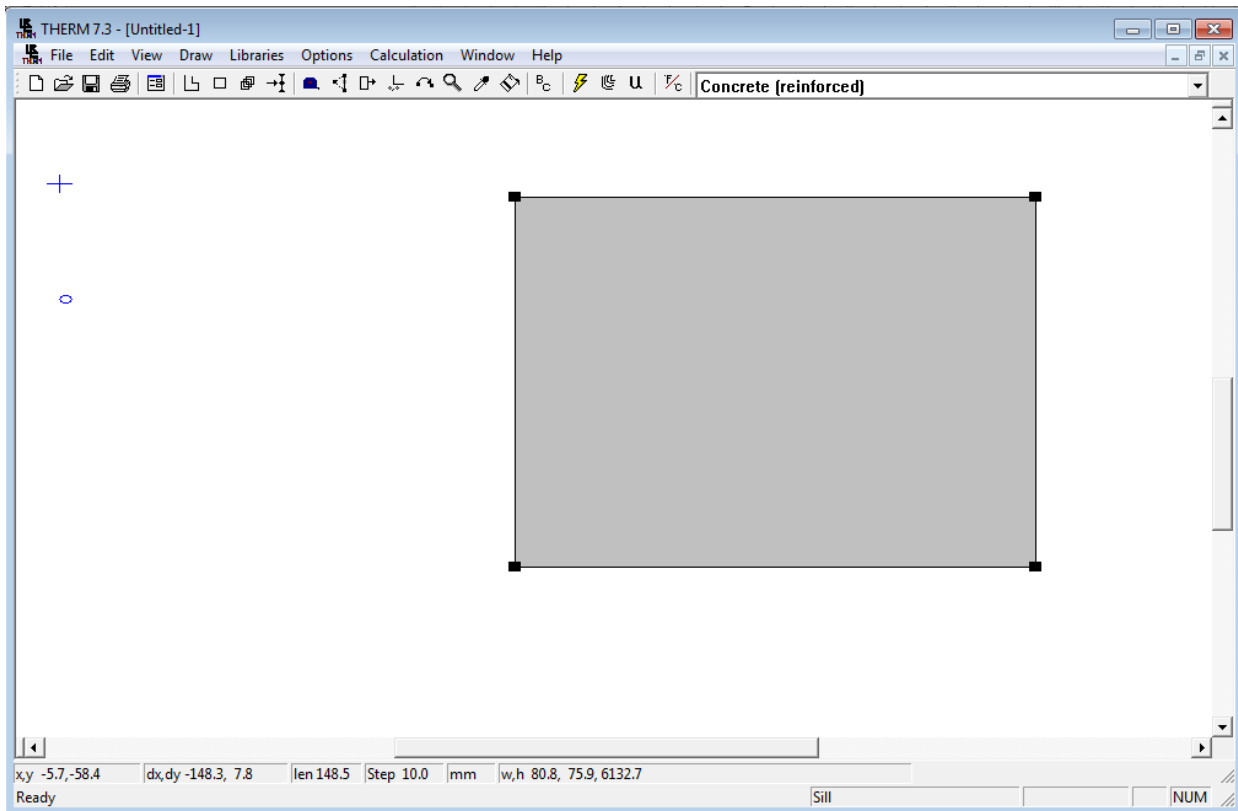 THERM 7.3 - [Untitled-1]
File Edit View Draw Libraries Options Calculation Window Help
BC U F/C Concrete (reinforced)
x,y -5.7,-58.4 dx,dy -148.3, 7.8 len 148.5 Step 10.0 mm w,h 80.8, 75.9, 6132.7
Ready Sill NUM